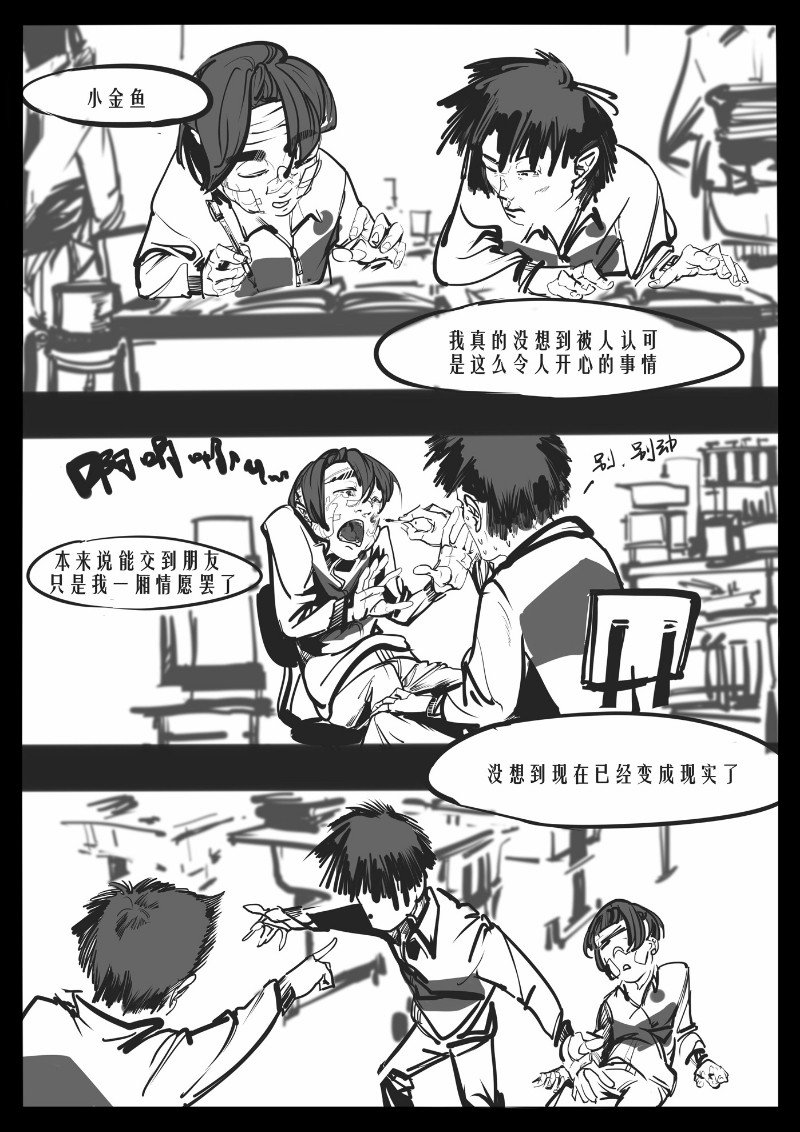 小金鱼
我真的没想到被人认可
是这么令人开心的事情
啊啊啊
别、别动
本来说能交到朋友
只是我一厢情愿罢了
没想到现在已经变成现实了